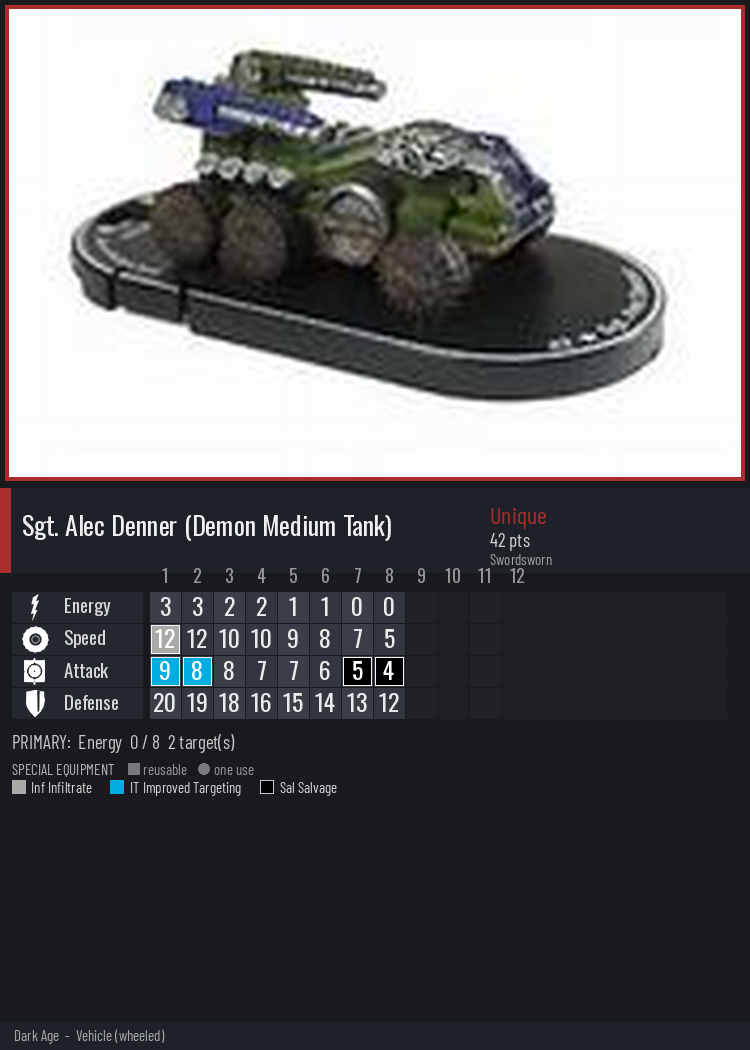 Sgt. Alec Denner (Demon Medium Tank)
Unique
42 pts
Swordsworn
1 2 3 4 5 6 7 8 9 10 11 12
Energy 3 3 2 2 1 1 0 0
Speed 12 12 10 10 9 8 7 5
Attack 9 8 8 7 7 6 5 4
Defense 20 19 18 16 15 14 13 12
PRIMARY: Energy 0 / 8 2 target(s)
SPECIAL EQUIPMENT reusable one use
Inf Infiltrate IT Improved Targeting Sal Salvage
Dark Age - Vehicle (wheeled)